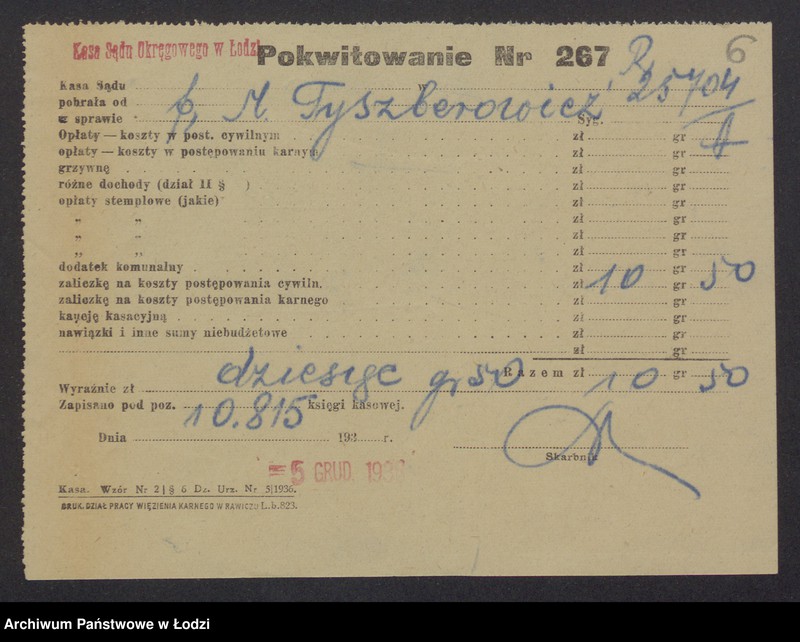 Kasa Sądu Okręgowego w Łodzi
Pokwitowanie Nr 267
6
Kasa Sądu
pobrała od p. M Tyszberowicz 25704
w sprawie Syg. A
Opłaty — koszty w post. cywilnym zł gr
opłaty — koszty w postępowaniu karnym zł gr
grzywnę zł gr
różne dochody (dział II § ) zł gr
opłaty stemplowe (jakie) zł gr
„ „ zł gr
„ „ zł gr
„ „ zł gr
dodatek komunalny zł gr
zaliczkę na koszty postępowania cywiln. zł 10 gr 50
zaliczkę na koszty postępowania karnego zł gr
kaucję kasacyjną zł gr
nawiązki i inne sumy niebudżetowe zł gr
zł gr
Razem zł 10 gr 50
Wyraźnie zł dziesięć gr 50
Zapisano pod poz. 10.815 księgi kasowej.
Dnia 193 r.
5 GRUD. 193
Skarbnik
Kasa. Wzór Nr 2 | § 6 Dz. Urz. Nr 5|1936.
DRUK. DZIAŁ PRACY WIĘZIENIA KARNEGO W RAWICZU L.b.823.
Archiwum Państwowe w Łodzi